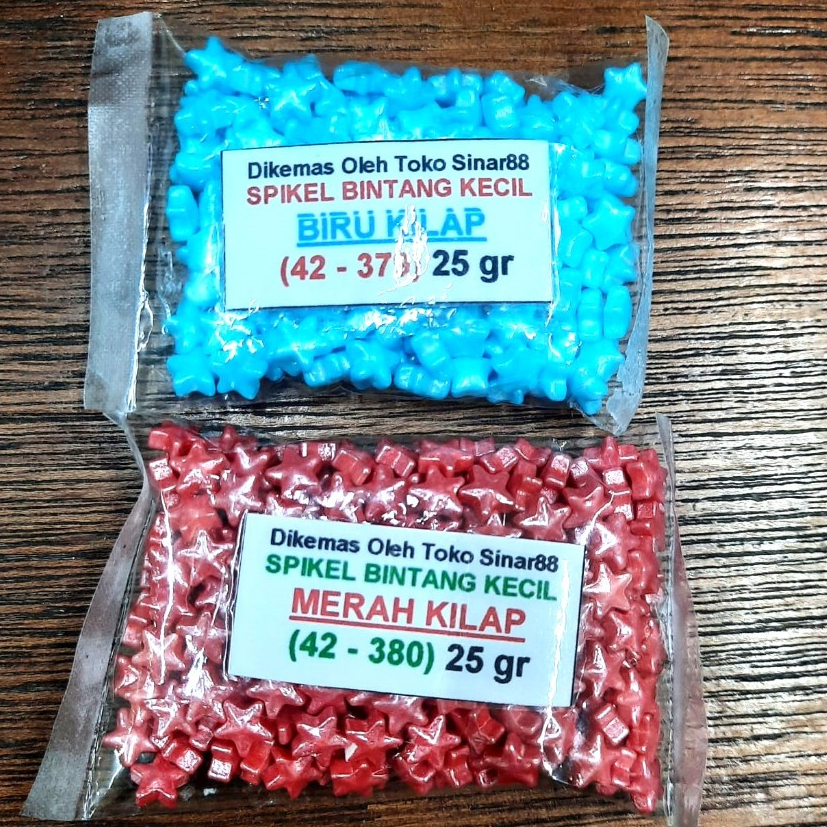 Dikemas Oleh Toko Sinar88
SPIKEL BINTANG KECIL
BIRU KILAP
25 gr
Dikemas Oleh Toko Sinar88
SPIKEL BINTANG KECIL
MERAH KILAP
(42 - 380) 25 gr